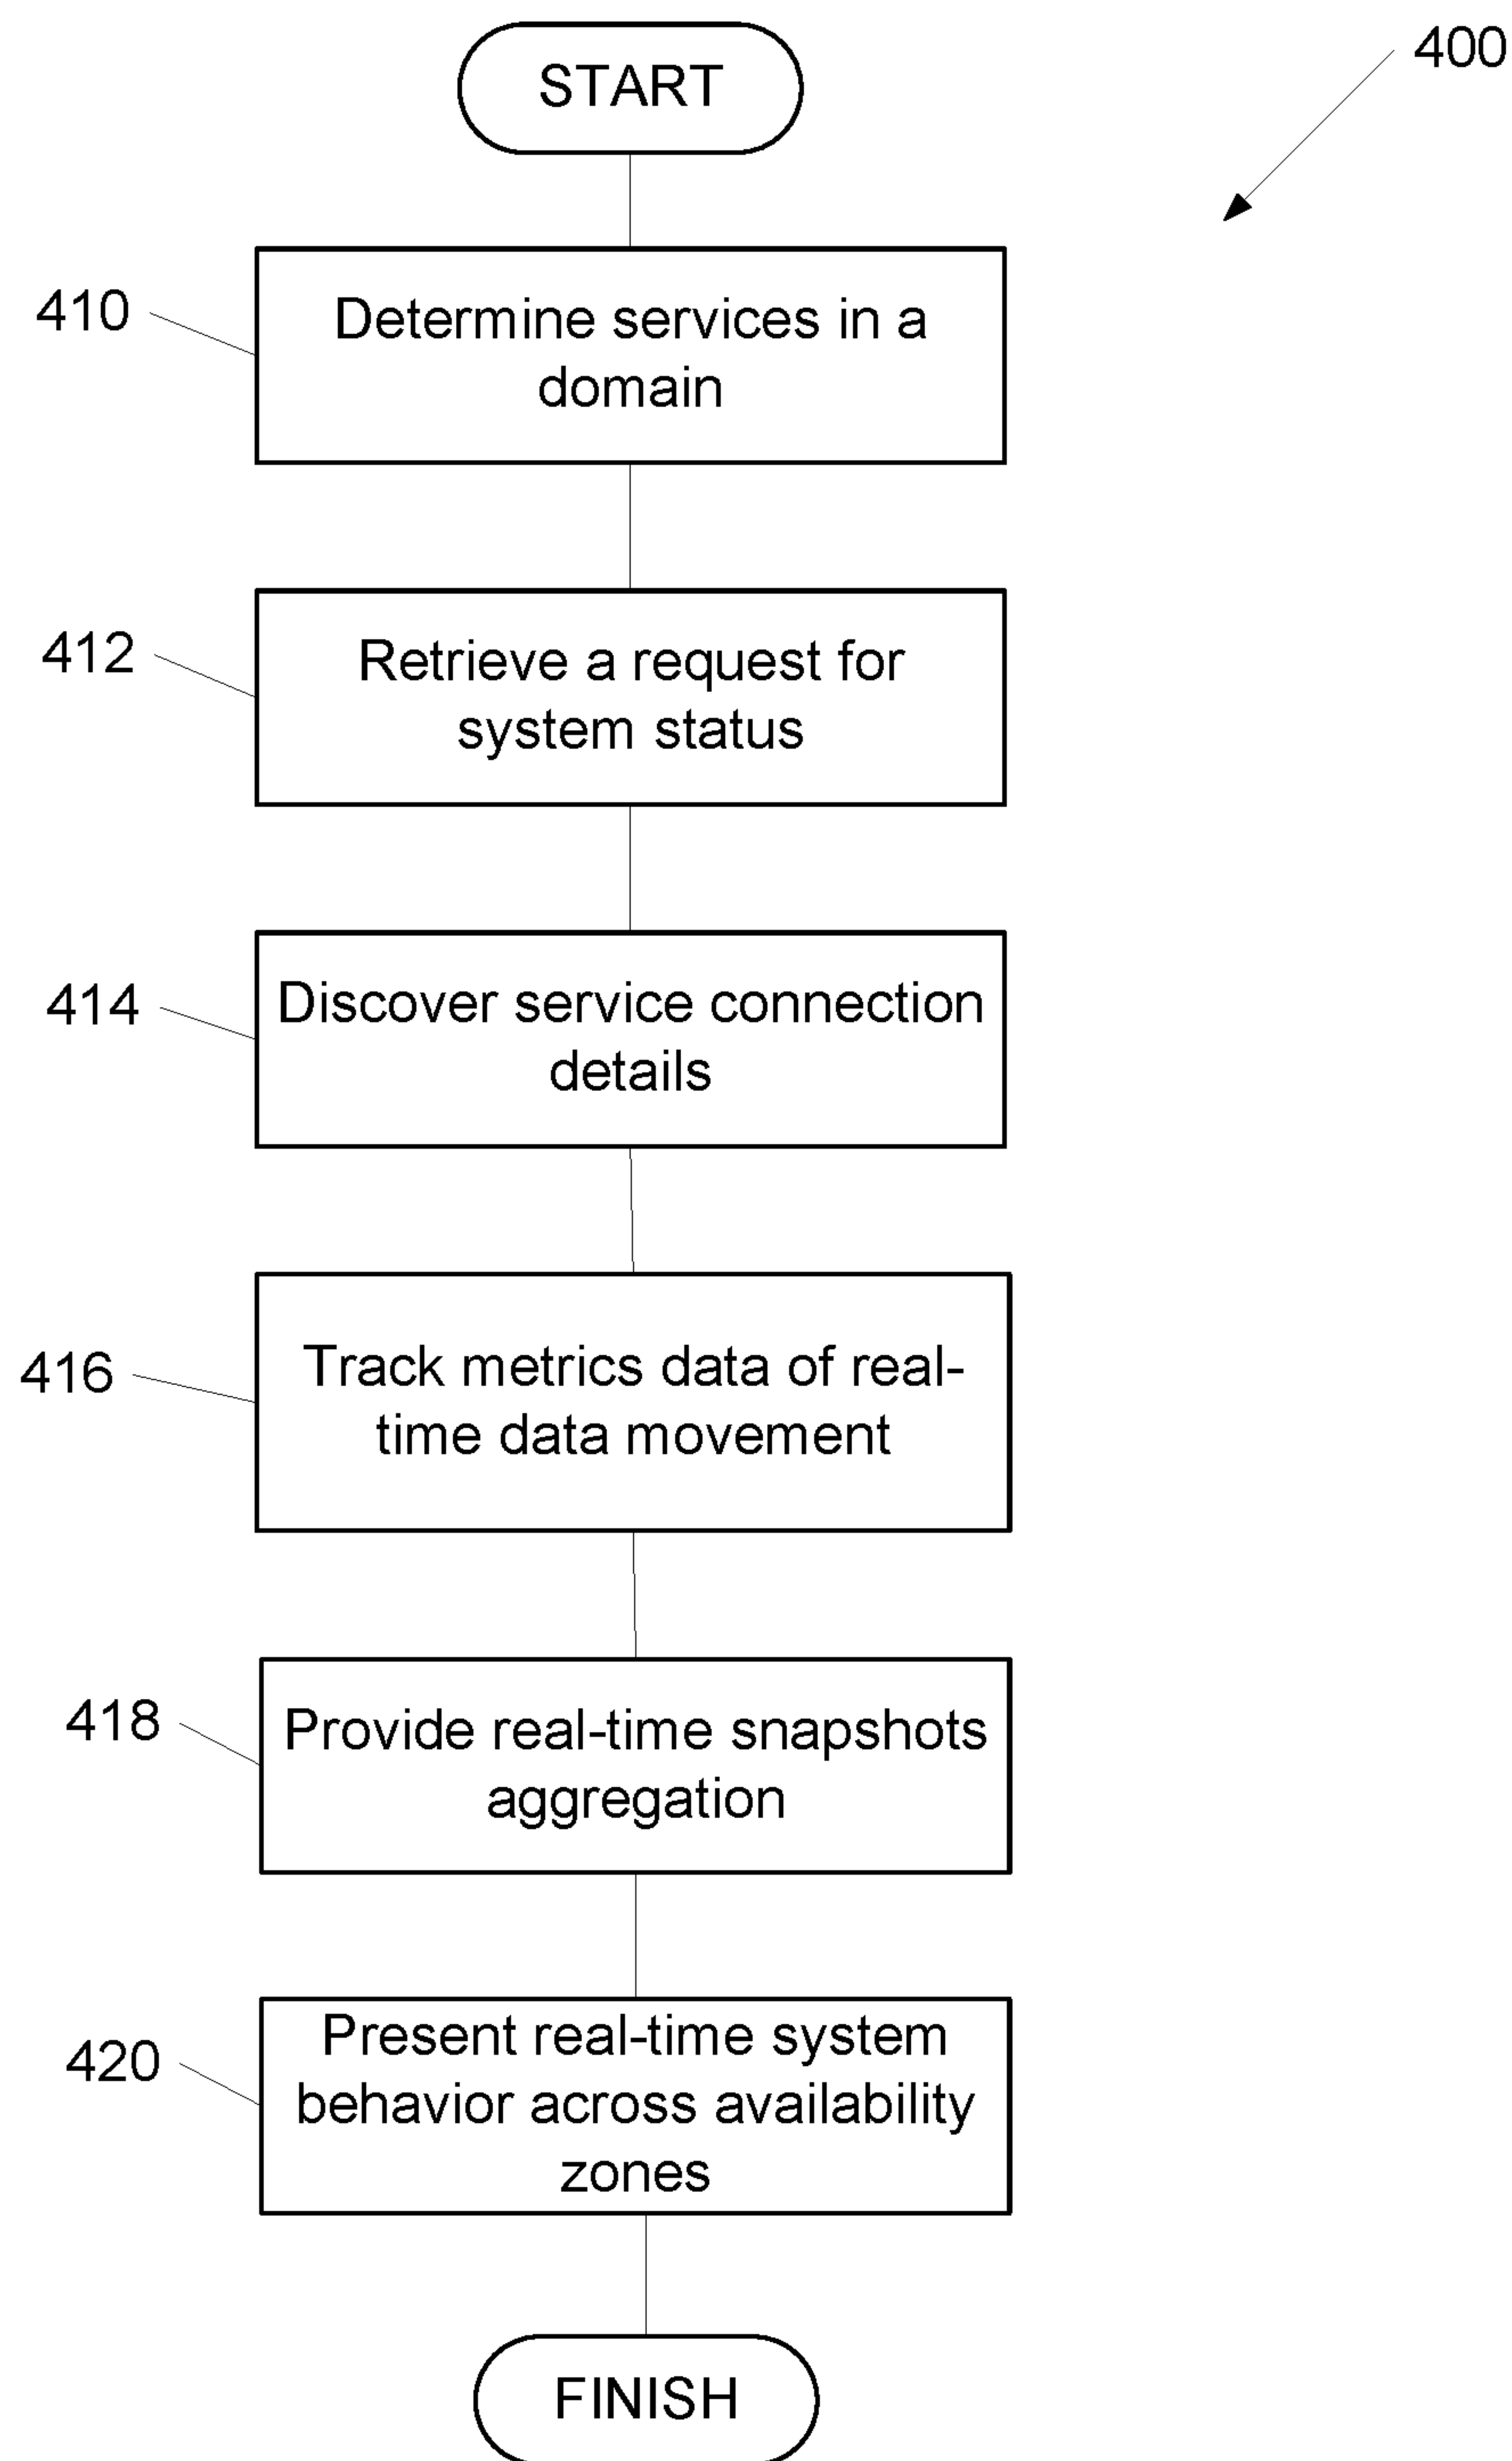 START
400
410
Determine services in a
domain
412
Retrieve a request for
system status
414
Discover service connection
details
416
Track metrics data of real-
time data movement
418
Provide real-time snapshots
aggregation
420
Present real-time system
behavior across availability
zones
FINISH